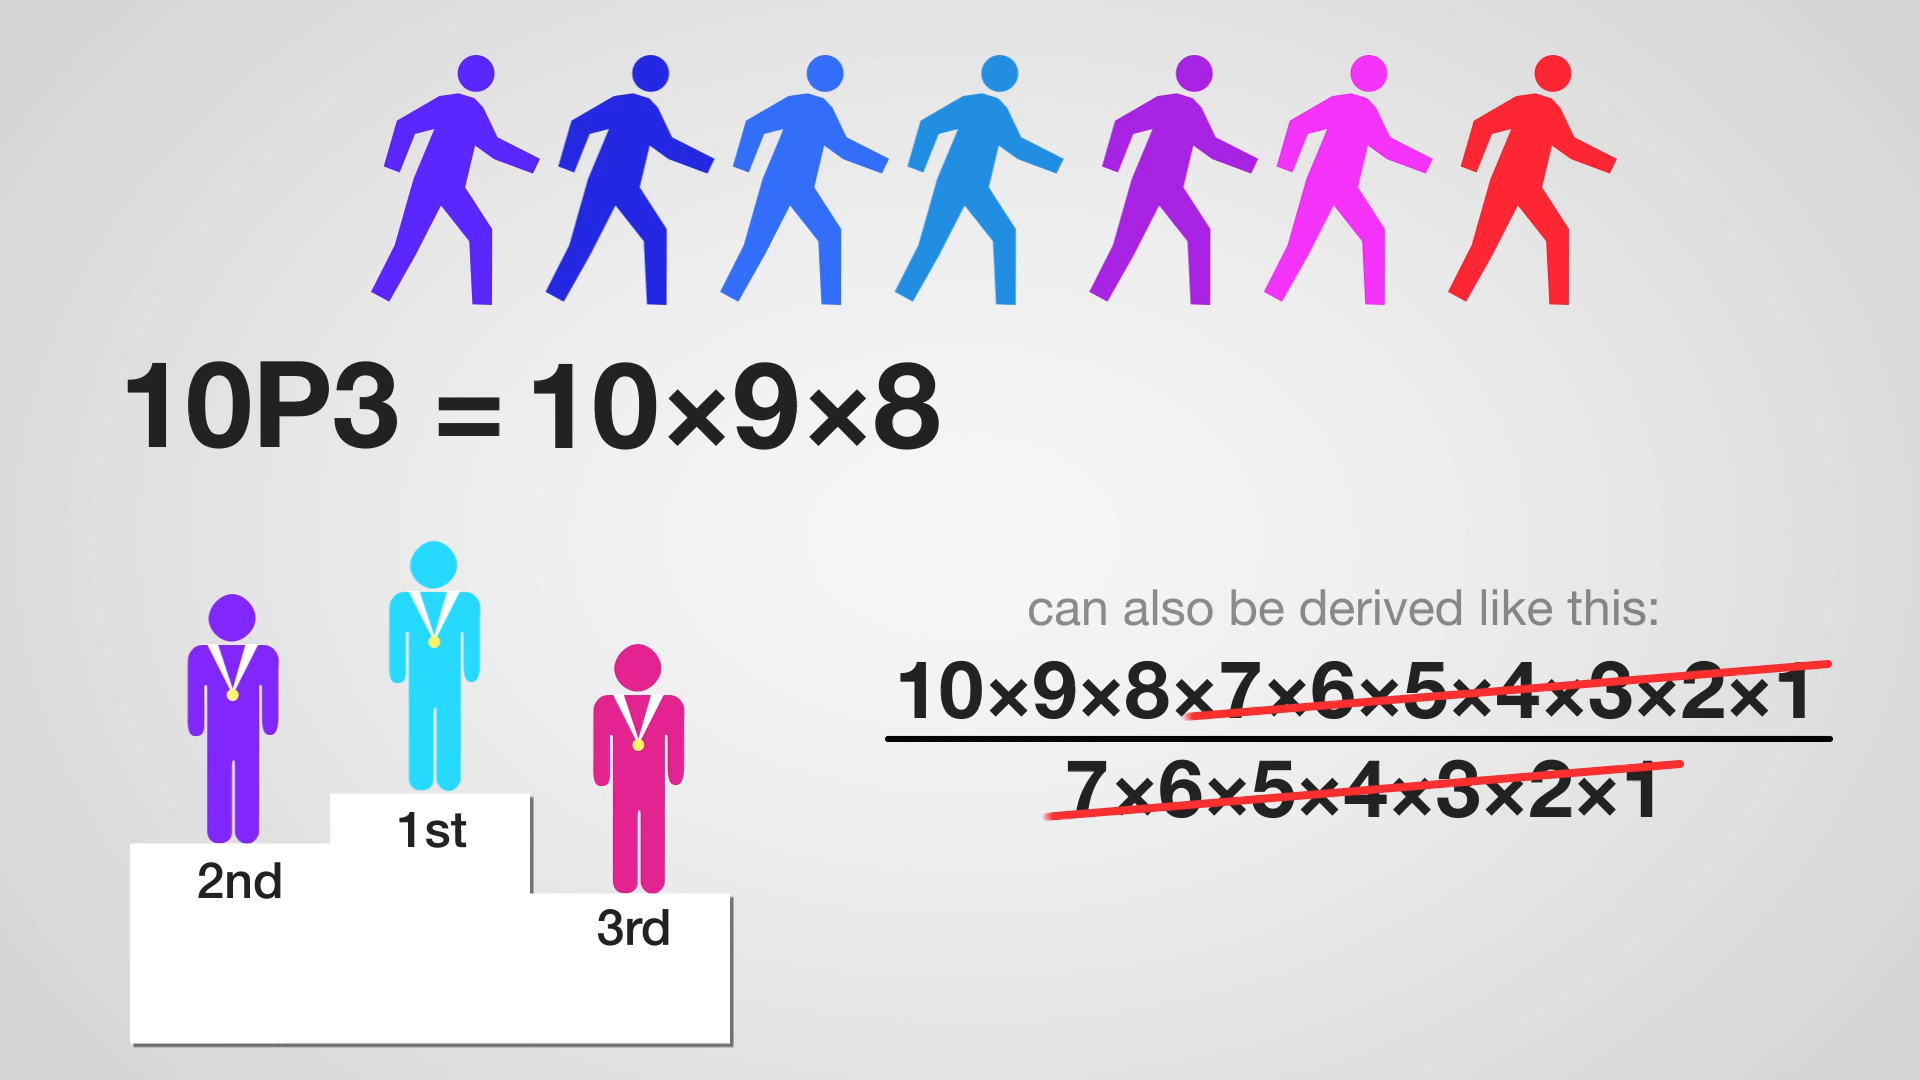 10P3 = 10×9×8
1st
2nd
3rd
can also be derived like this:
10×9×8×7×6×5×4×3×2×1
7×6×5×4×3×2×1